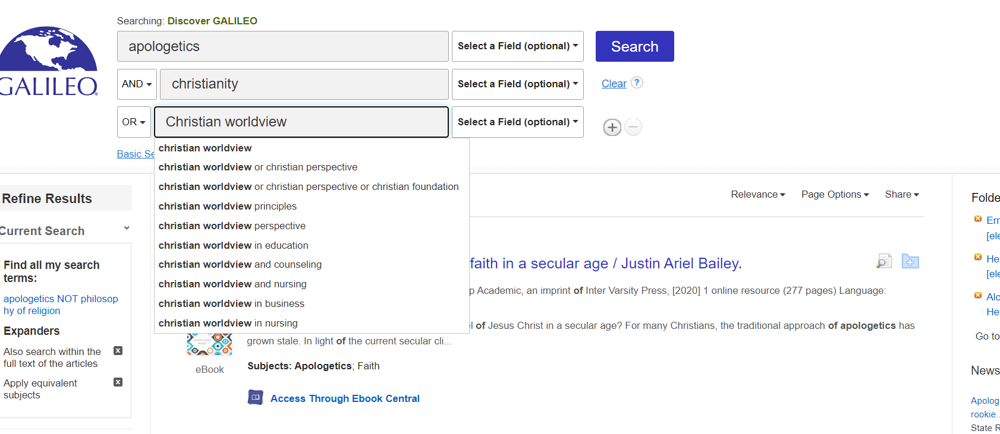 Searching: Discover GALILEO
apologetics
Select a Field (optional)
Search
GALILEO
AND
christianity
Select a Field (optional)
Clear ?
OR
Christian worldview
Select a Field (optional)
Basic Se
christian worldview
christian worldview or christian perspective
christian worldview or christian perspective or christian foundation
christian worldview principles
christian worldview perspective
christian worldview in education
christian worldview and counseling
christian worldview and nursing
christian worldview in business
christian worldview in nursing
Refine Results
Current Search
Find all my search
terms:
apologetics NOT philosop
hy of religion
Expanders
Also search within the
full text of the articles
Apply equivalent
subjects
Relevance
Page Options
Share
faith in a secular age / Justin Ariel Bailey.
p Academic, an imprint of Inter Varsity Press, [2020] 1 online resource (277 pages) Language:
l of Jesus Christ in a secular age? For many Christians, the traditional approach of apologetics has
grown stale. In light of the current secular cli...
eBook
Subjects: Apologetics; Faith
Access Through Ebook Central
Folde
Err
[ele
He
[ele
Alo
He
Go to
News
Apolog
rookie...
State R